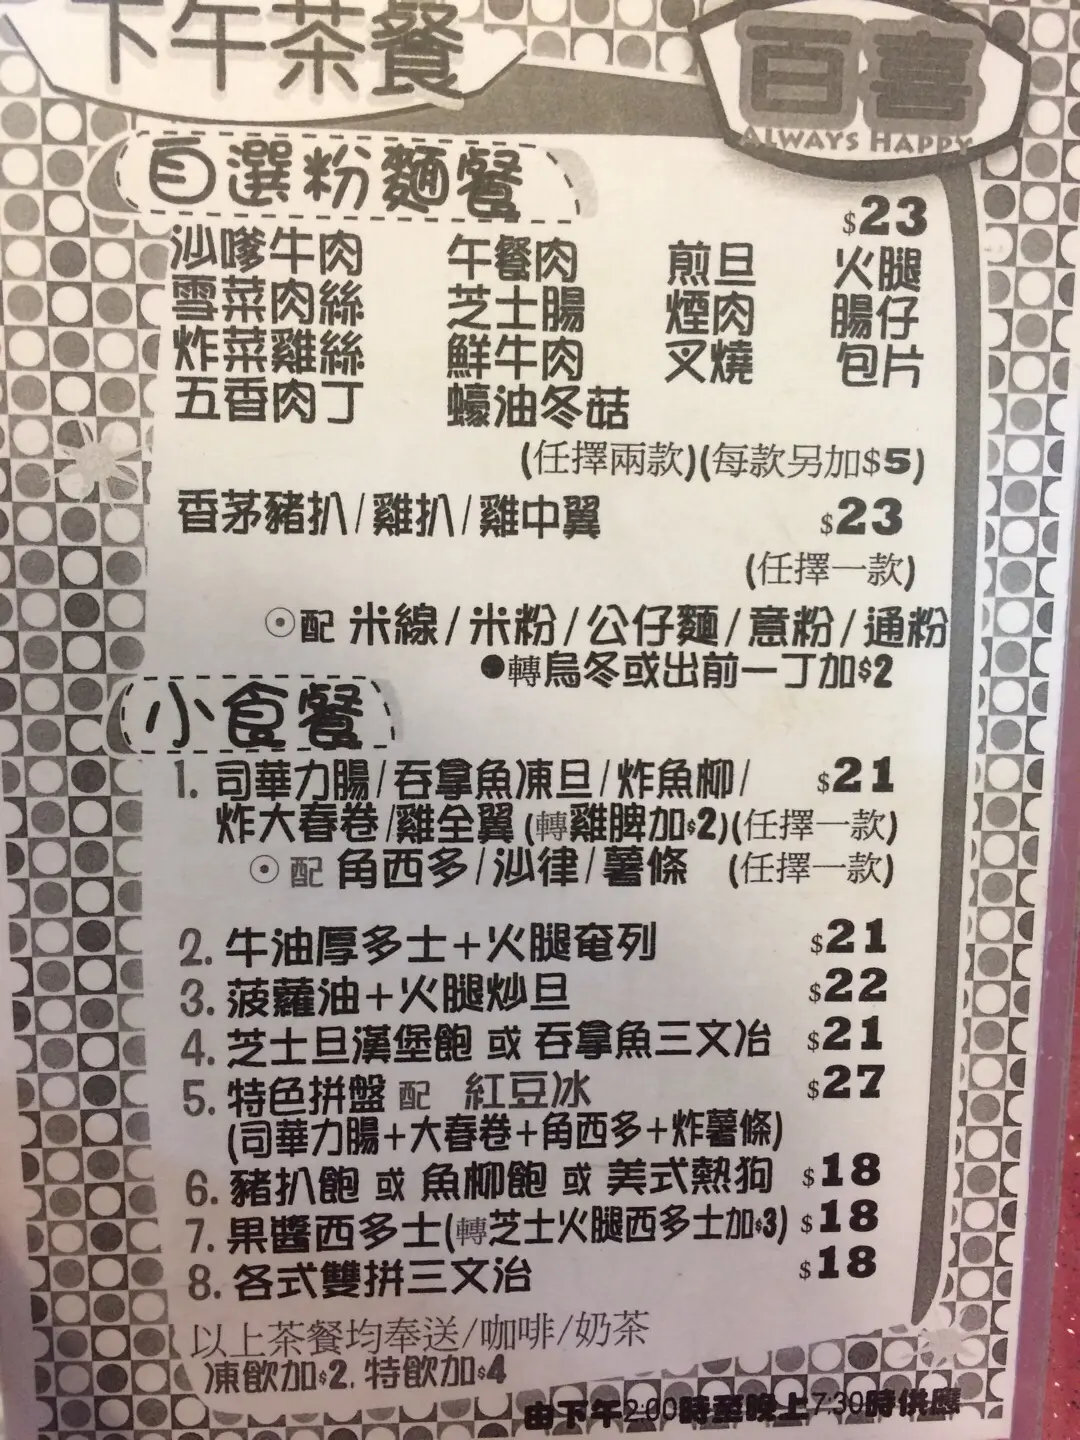 下午茶餐
百喜
ALWAYS HAPPY
自選粉麵餐
$23
沙嗲牛肉 午餐肉 煎旦 火腿
雪菜肉絲 芝士腸 煙肉 腸仔
炸菜雞絲 鮮牛肉 叉燒 包片
五香肉丁 蠔油冬菇
(任擇兩款)(每款另加$5)
香茅豬扒/雞扒/雞中翼 $23
(任擇一款)
⊙配 米線/米粉/公仔麵/意粉/通粉
●轉烏冬或出前一丁加$2
小食餐
1. 司華力腸/吞拿魚凍旦/炸魚柳/ $21
炸大春卷/雞全翼(轉雞脾加$2)(任擇一款)
⊙配 角西多/沙律/薯條 (任擇一款)
2. 牛油厚多士+火腿奄列 $21
3. 菠蘿油+火腿炒旦 $22
4. 芝士旦漢堡飽 或 吞拿魚三文治 $21
5. 特色拼盤 配 紅豆冰 $27
(司華力腸+大春卷+角西多+炸薯條)
6. 豬扒飽 或 魚柳飽 或 美式熱狗 $18
7. 果醬西多士(轉芝士火腿西多士加$3) $18
8. 各式雙拼三文治 $18
以上茶餐均奉送/咖啡/奶茶
凍飲加$2, 特飲加$4
由下午2:00時至晚上7:30時供應